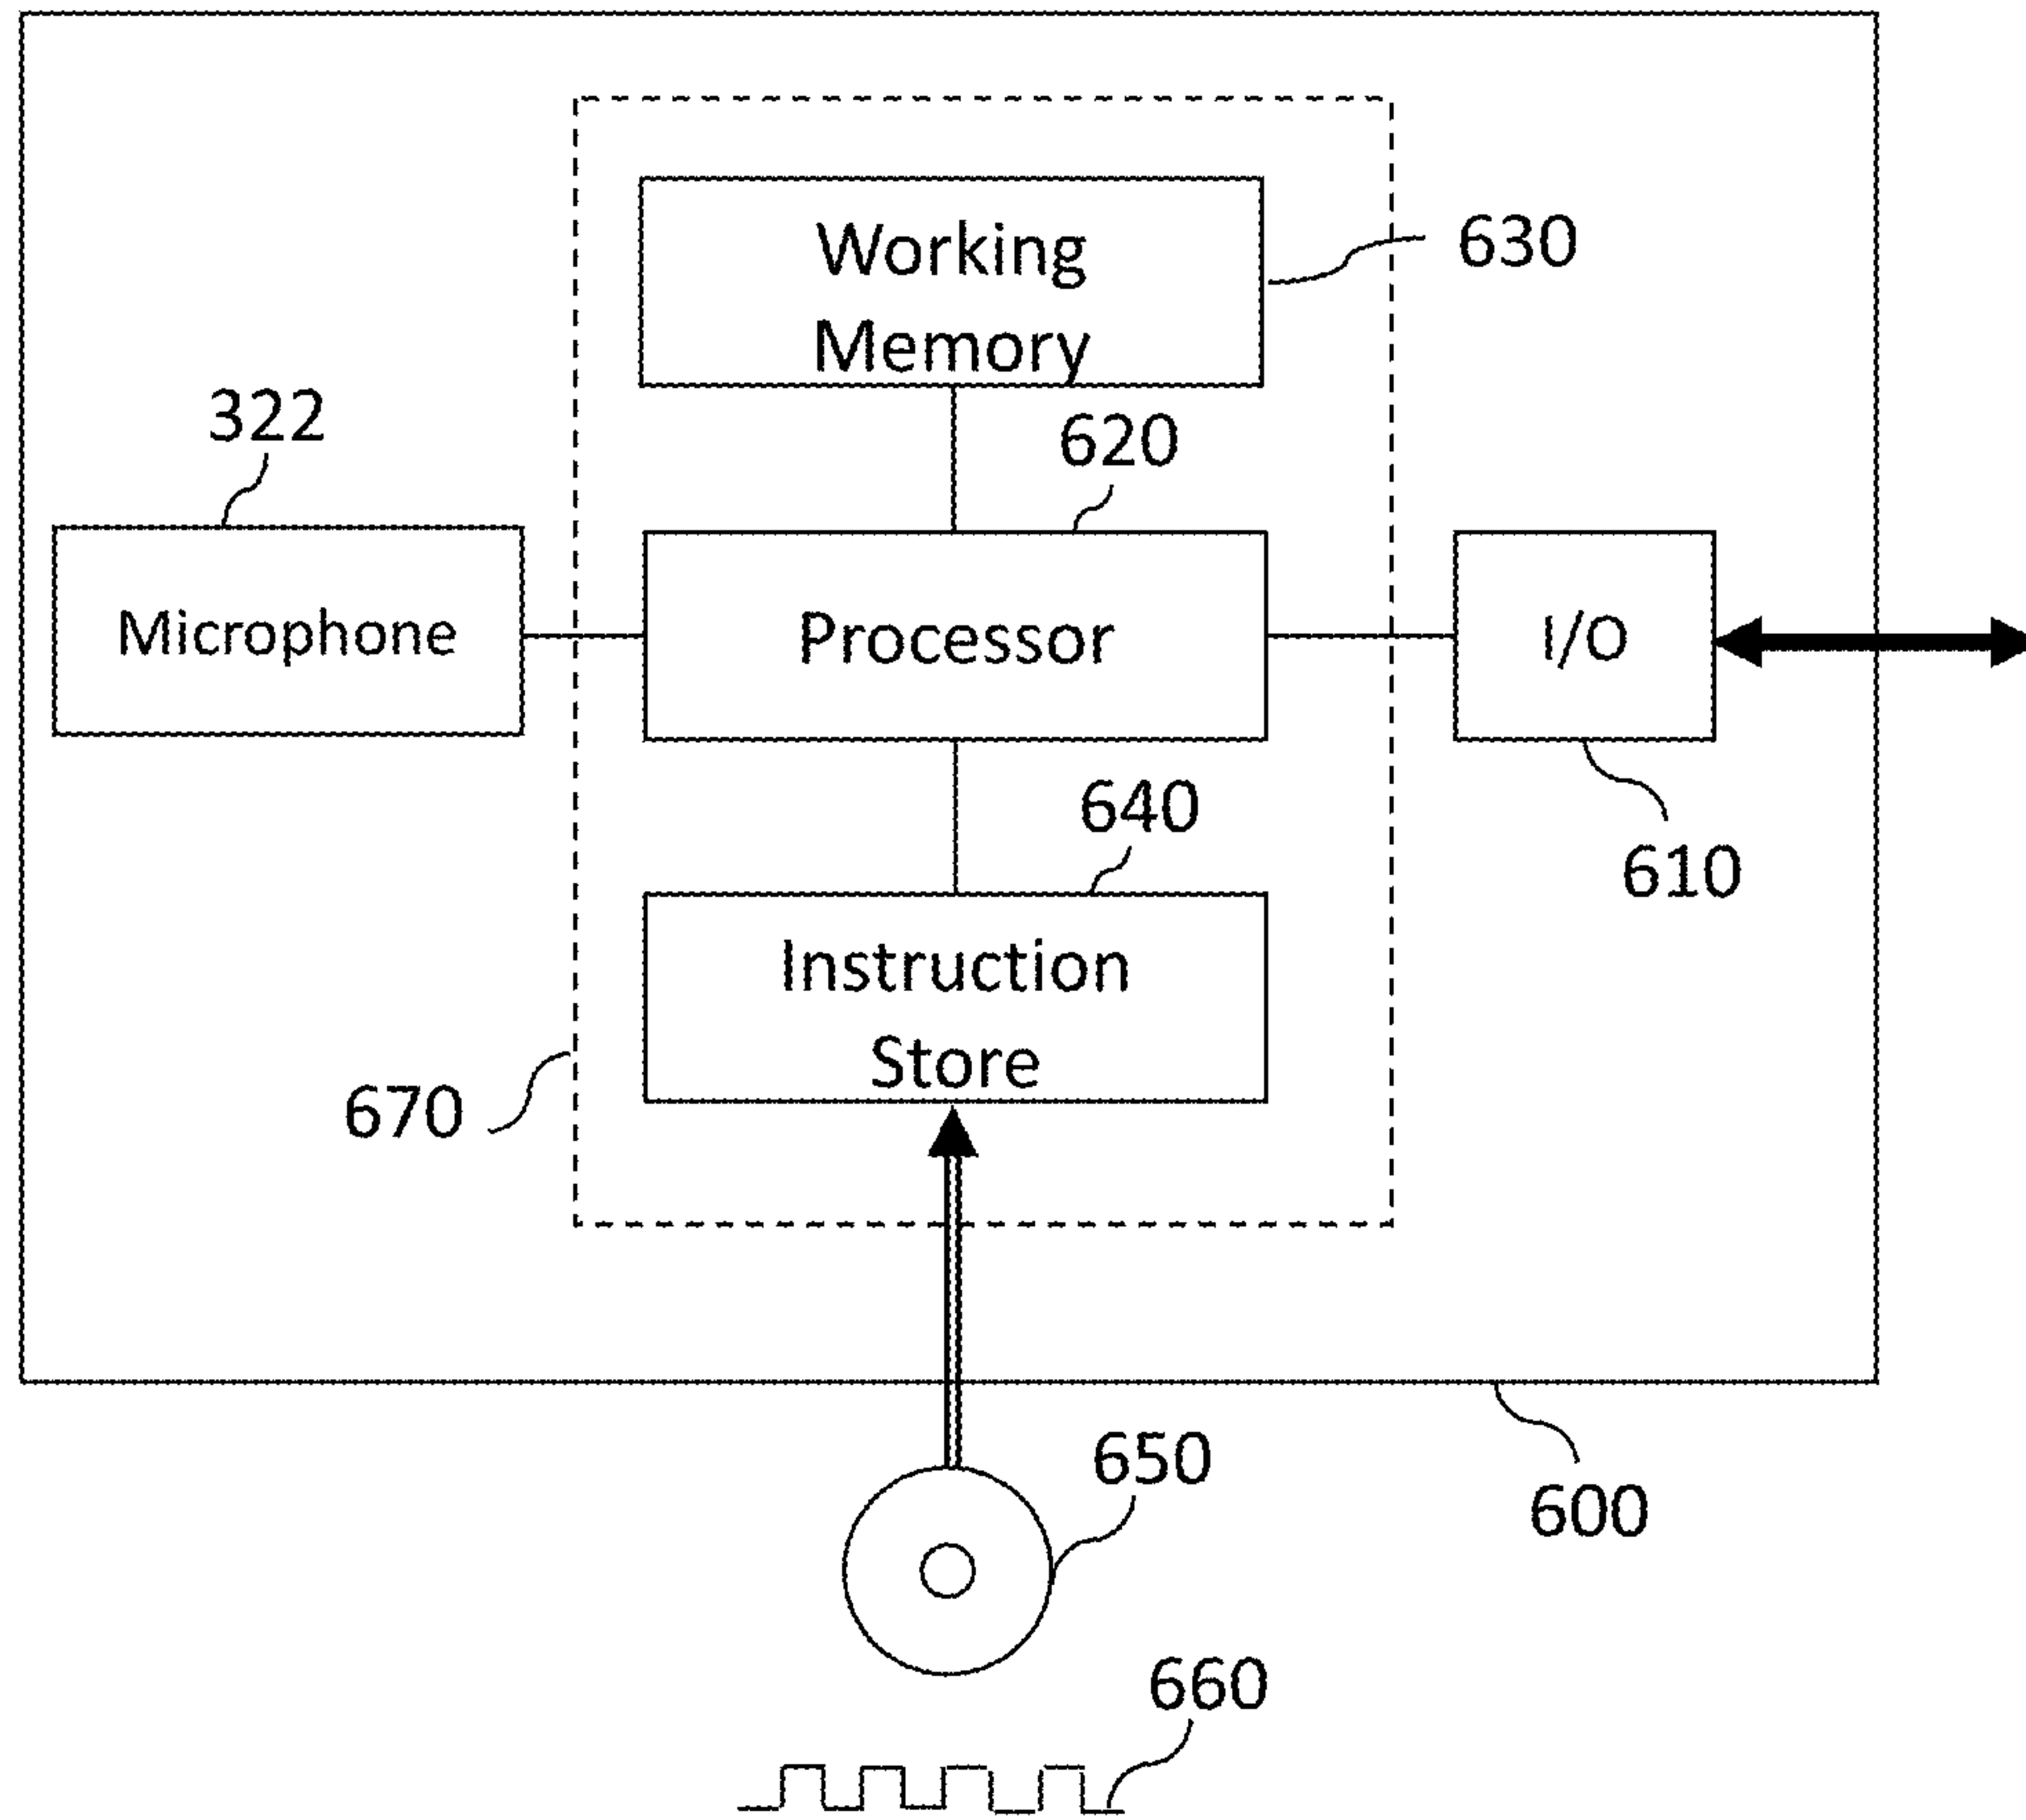 Working
Memory
630
322
620
Microphone
Processor
I/O
640
610
Instruction
Store
670
650
600
660